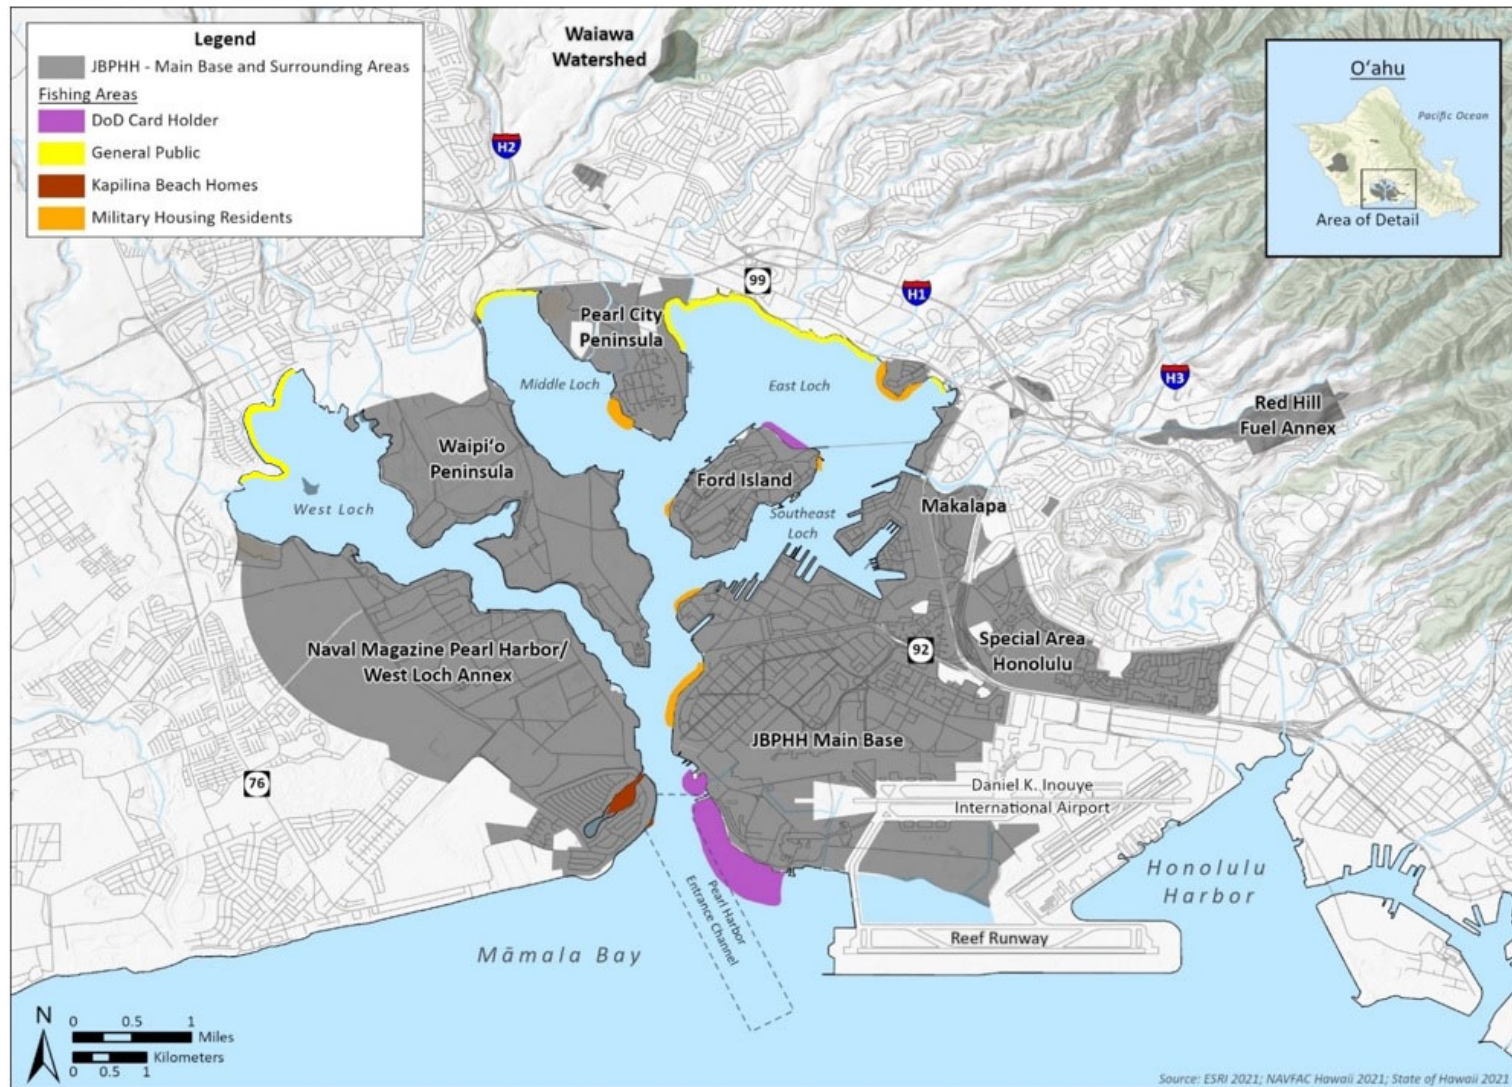 Legend
JBPHH - Main Base and Surrounding Areas
Fishing Areas
DoD Card Holder
General Public
Kapilina Beach Homes
Military Housing Residents
Waiawa
Watershed
OʻAhu
Pacific Ocean
Area of Detail
H2
99
H1
H3
Pearl City
Peninsula
Middle Loch
East Loch
Red Hill
Fuel Annex
Waipiʻo
Peninsula
Ford Island
West Loch
Southeast
Loch
Makalapa
Naval Magazine Pearl Harbor/
West Loch Annex
92
Special Area
Honolulu
JBPHH Main Base
76
Daniel K. Inouye
International Airport
Honolulu
Harbor
Pearl Harbor
Entrance Channel
Reef Runway
Māmala Bay
N
0 0.5 1
Miles
Kilometers
0 0.5 1
Source: ESRI 2021; NAVFAC Hawaii 2021; State of Hawaii 2021